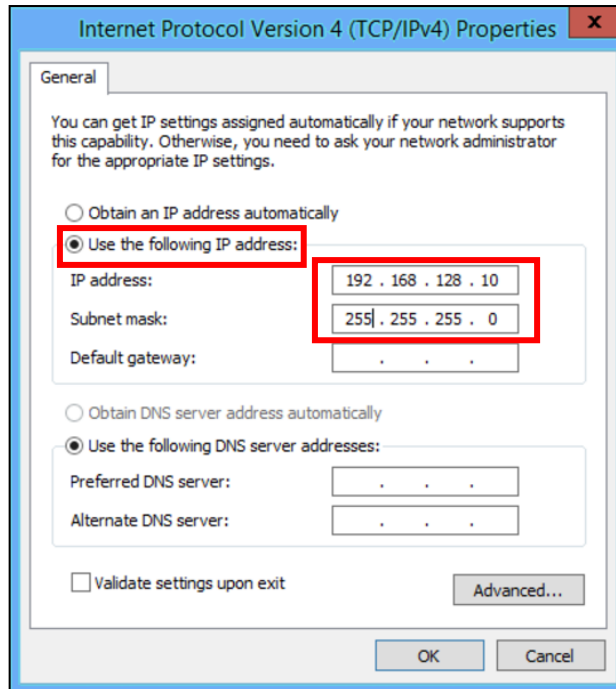 Internet Protocol Version 4 (TCP/IPv4) Properties
x
General
You can get IP settings assigned automatically if your network supports
this capability. Otherwise, you need to ask your network administrator
for the appropriate IP settings.
Obtain an IP address automatically
Use the following IP address:
IP address: 192 . 168 . 128 . 10
Subnet mask: 255 . 255 . 255 . 0
Default gateway: . . .
Obtain DNS server address automatically
Use the following DNS server addresses:
Preferred DNS server: . . .
Alternate DNS server: . . .
Validate settings upon exit
Advanced...
OK Cancel